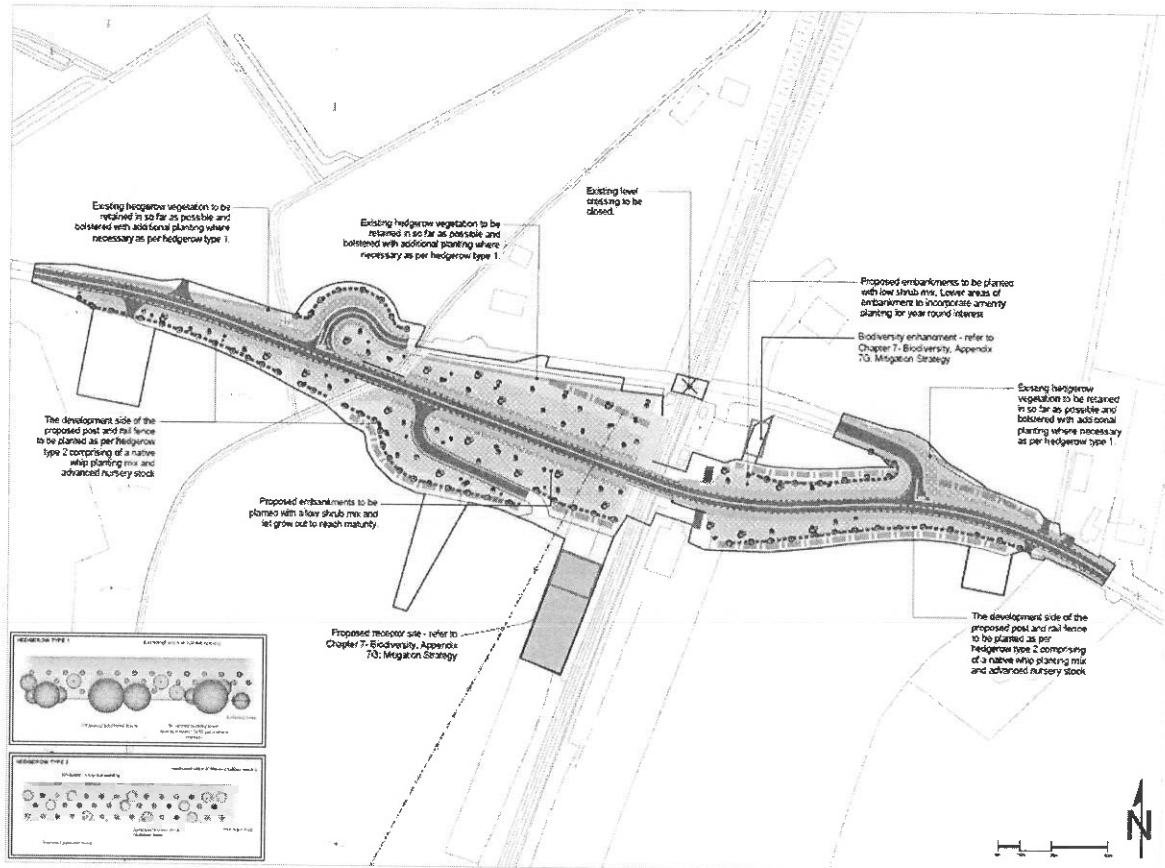 Existing hedgerow vegetation to be
retained in so far as possible and
bolstered with additional planting where
necessary as per hedgerow type 1.
Existing hedgerow vegetation to be
retained in so far as possible and
bolstered with additional planting where
necessary as per hedgerow type 1.
Existing level
crossing to be
closed.
Proposed embankments to be planted
with low shrub mix. Lower areas of
embankment to incorporate amenity
planting for year round interest
Biodiversity enhancment - refer to
Chapter 7- Biodiversity, Appendix
7G: Mitigation Strategy
Existing hedgerow
vegetation to be retained
in so far as possible and
bolstered with additional
planting where necessary
as per hedgerow type 1.
The development side of the
proposed post and rail fence
to be planted as per hedgerow
type 2 comprising of a native
whip planting mix and
advanced nursery stock
Proposed embankments to be
planted with a low shrub mix and
let grow out to reach maturity.
Proposed receptor site - refer to
Chapter 7- Biodiversity, Appendix
7G: Mitigation Strategy
The development side of the
proposed post and rail fence
to be planted as per
hedgerow type 2 comprising
of a native whip planting mix
and advanced nursery stock
HEDGEROW TYPE 1
HEDGEROW TYPE 2
N